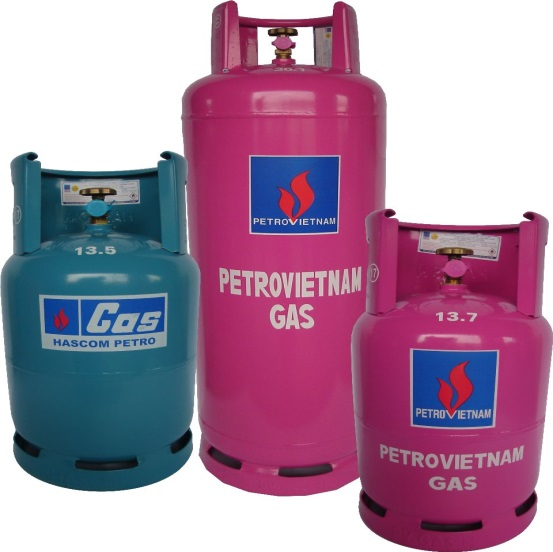 13.5
Gas
HASCOM PETRO
PETROVIETNAM
PETROVIETNAM
GAS
13.7
PETROVIETNAM
PETROVIETNAM
GAS